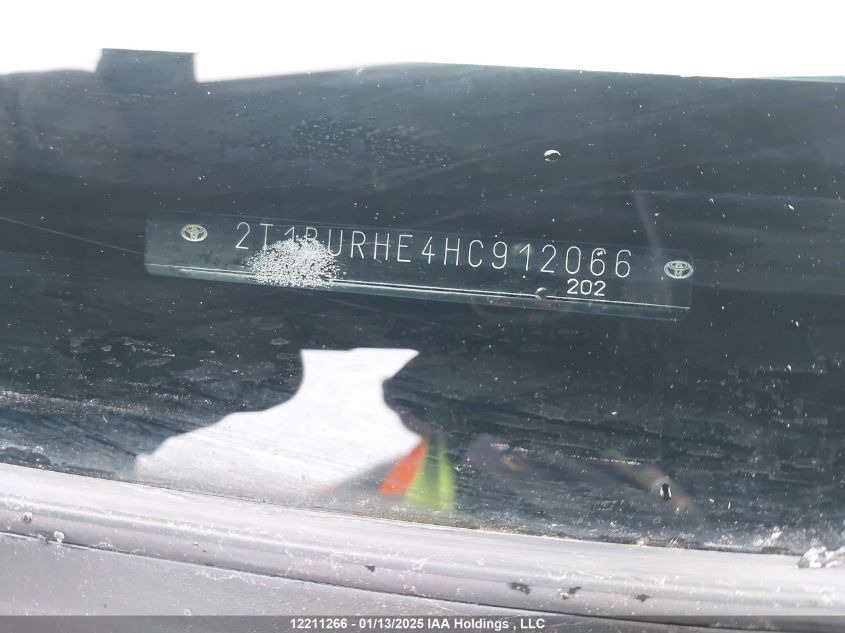 2T1BURHE4HC912066
202
12211266 - 01/13/2025 IAA Holdings , LLC